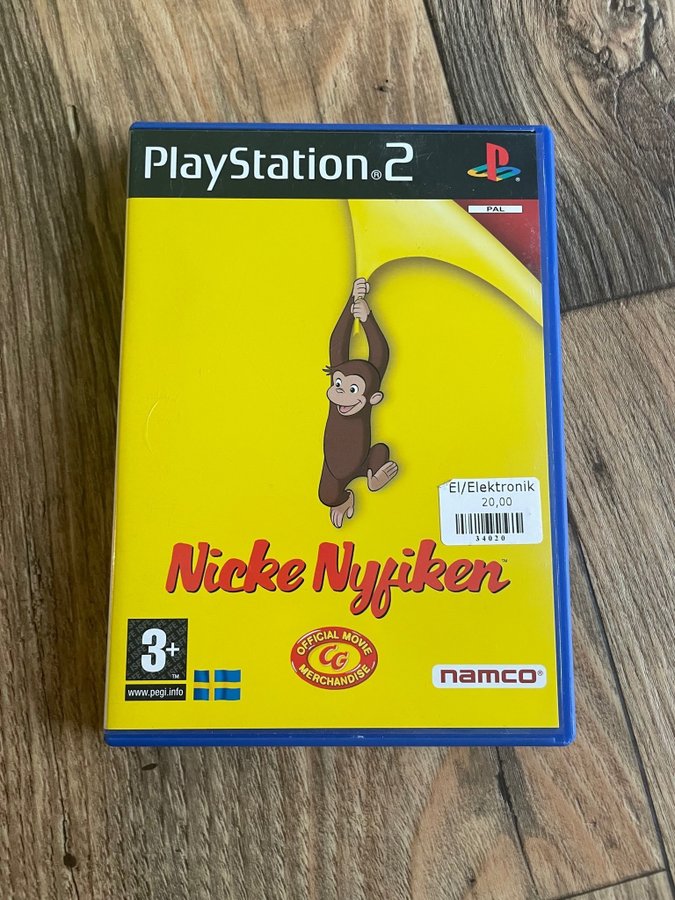 PlayStation®2
PAL
El/Elektronik
20,00
34020
Nicke Nyfiken™
3+™
www.pegi.info
OFFICIAL MOVIE
CG
MERCHANDISE
namco®